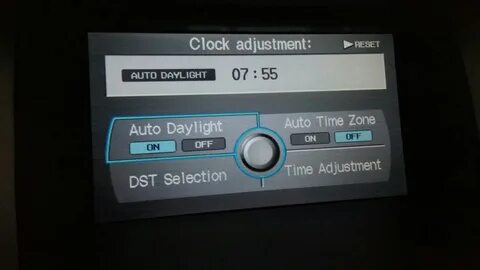 Clock adjustment: ▶RESET
AUTO DAYLIGHT 07:55
Auto Daylight
ON OFF
Auto Time Zone
ON OFF
DST Selection
Time Adjustment